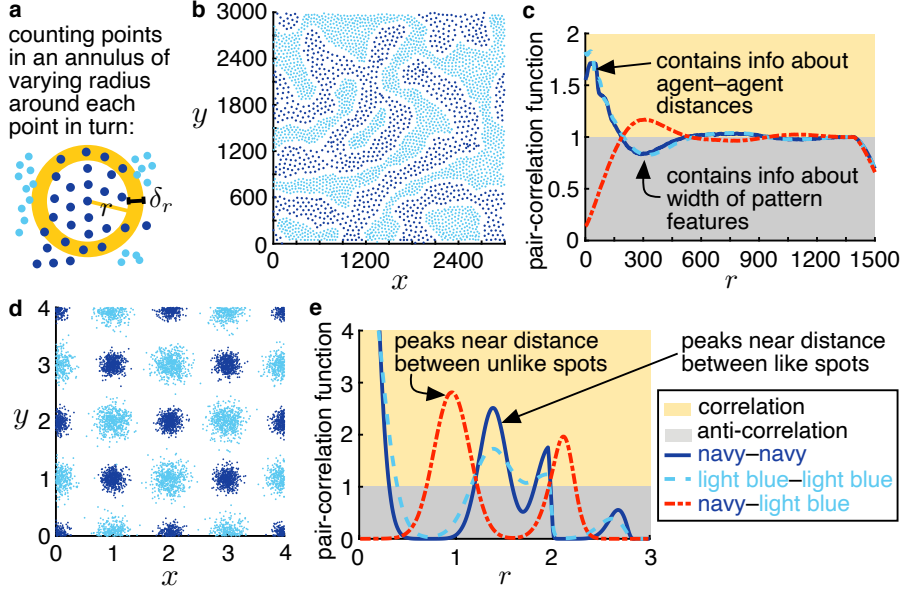 a
counting points
in an annulus of
varying radius
around each
point in turn:
r
δr
b
3000
2400
1800
1200
600
0
y
0
1200
2400
x
c
2
1.5
1
0.5
0
pair-correlation function
contains info about
agent–agent
distances
contains info about
width of pattern
features
0
300
600
900
1200
1500
r
d
4
3
2
1
0
y
0
1
2
3
4
x
e
4
3
2
1
0
pair-correlation function
peaks near distance
between unlike spots
peaks near distance
between like spots
0
1
2
3
r
correlation
anti-correlation
navy–navy
light blue–light blue
navy–light blue